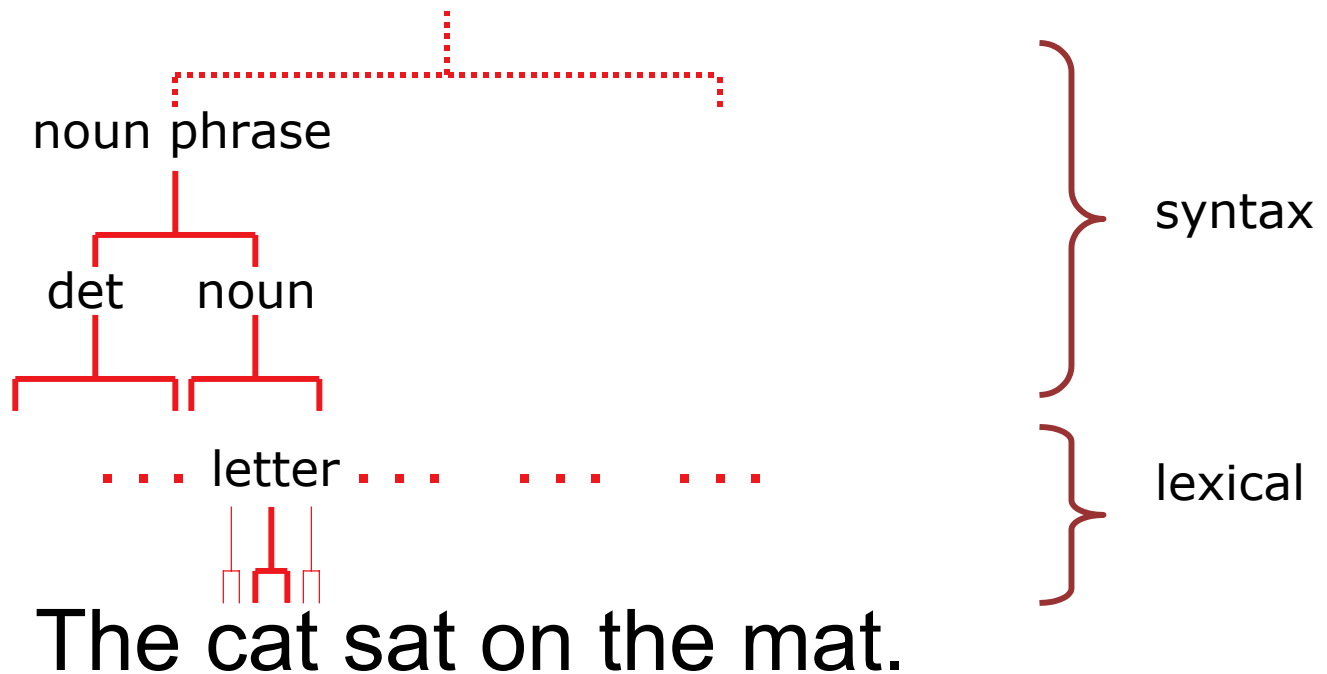 noun phrase
syntax
det noun
letter
lexical
The cat sat on the mat.